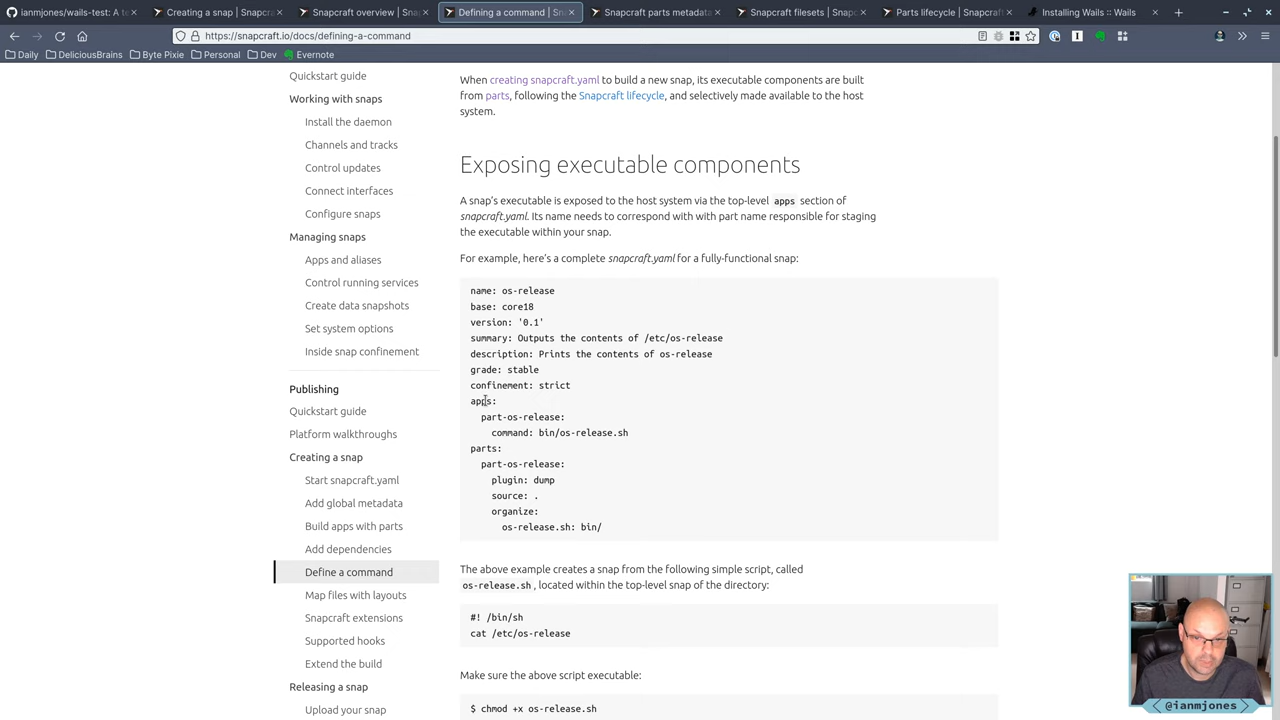 ianmjones/wails-test: A t
Creating a snap | Snapcra
Snapcraft overview | Snap
Defining a command | Sn
Snapcraft parts metadata
Snapcraft filesets | Snapc
Parts lifecycle | Snapcraf
Installing Wails :: Wails
https://snapcraft.io/docs/defining-a-command
Daily
DeliciousBrains
Byte Pixie
Personal
Dev
Evernote
Quickstart guide
Working with snaps
Install the daemon
Channels and tracks
Control updates
Connect interfaces
Configure snaps
Managing snaps
Apps and aliases
Control running services
Create data snapshots
Set system options
Inside snap confinement
Publishing
Quickstart guide
Platform walkthroughs
Creating a snap
Start snapcraft.yaml
Add global metadata
Build apps with parts
Add dependencies
Define a command
Map files with layouts
Snapcraft extensions
Supported hooks
Extend the build
Releasing a snap
Upload your snap
When creating snapcraft.yaml to build a new snap, its executable components are built
from parts, following the Snapcraft lifecycle, and selectively made available to the host
system.
Exposing executable components
A snap's executable is exposed to the host system via the top-level apps section of
snapcraft.yaml. Its name needs to correspond with with part name responsible for staging
the executable within your snap.
For example, here's a complete snapcraft.yaml for a fully-functional snap:
name: os-release
base: core18
version: '0.1'
summary: Outputs the contents of /etc/os-release
description: Prints the contents of os-release
grade: stable
confinement: strict
apps:
part-os-release:
command: bin/os-release.sh
parts:
part-os-release:
plugin: dump
source: .
organize:
os-release.sh: bin/
The above example creates a snap from the following simple script, called
os-release.sh, located within the top-level snap of the directory:
#! /bin/sh
cat /etc/os-release
Make sure the above script executable:
$ chmod +x os-release.sh
@ianmjones